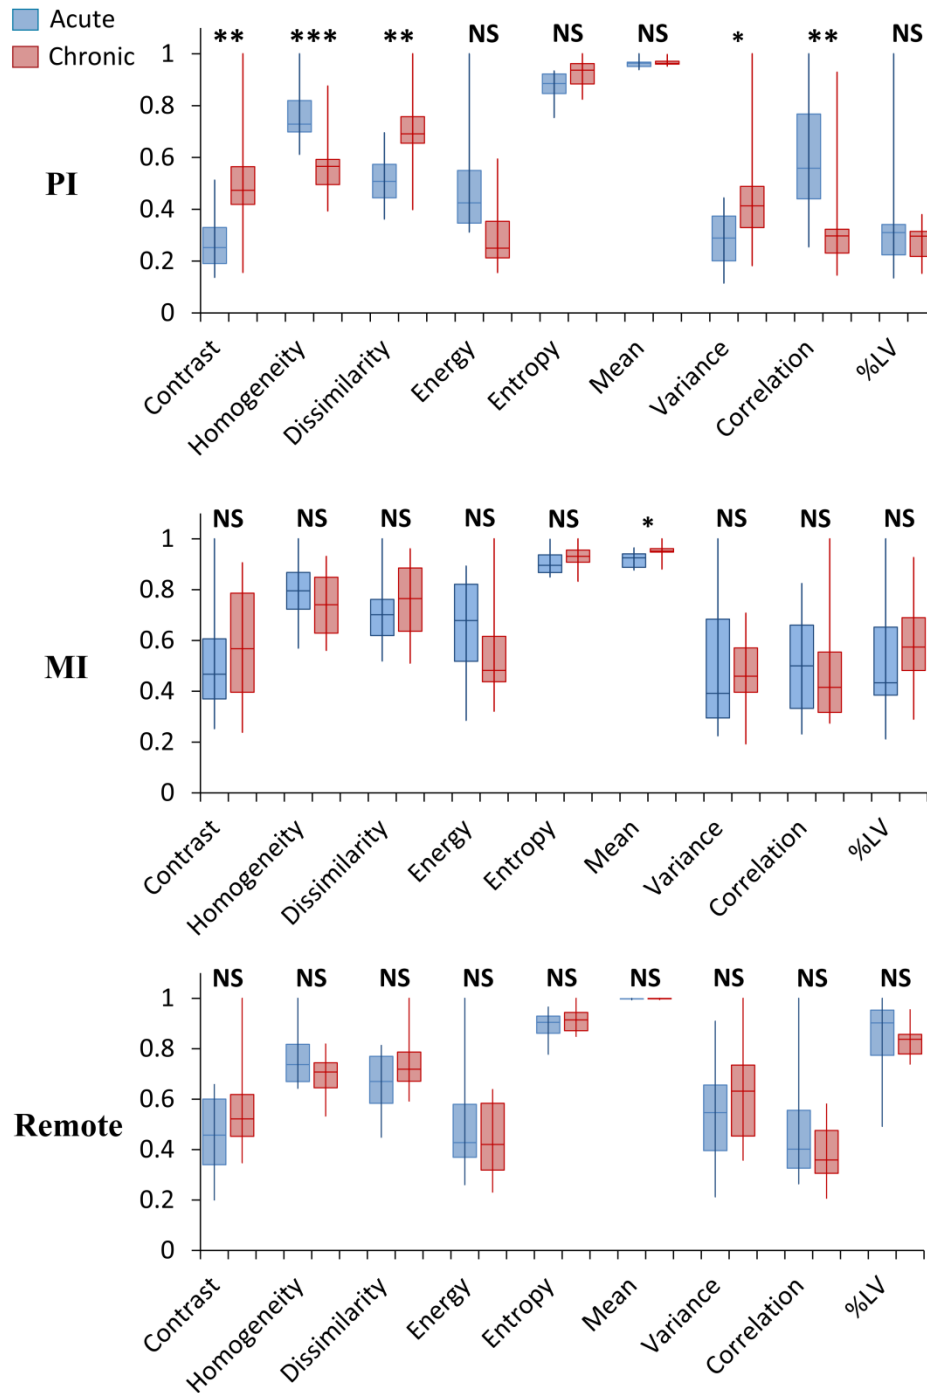 Acute
Chronic
** *** ** NS NS NS * ** NS
PI
1
0.8
0.6
0.4
0.2
0
Contrast Homogeneity Dissimilarity Energy Entropy Mean Variance Correlation %LV
NS NS NS NS NS * NS NS NS
MI
1
0.8
0.6
0.4
0.2
0
Contrast Homogeneity Dissimilarity Energy Entropy Mean Variance Correlation %LV
NS NS NS NS NS NS NS NS NS
Remote
1
0.8
0.6
0.4
0.2
0
Contrast Homogeneity Dissimilarity Energy Entropy Mean Variance Correlation %LV